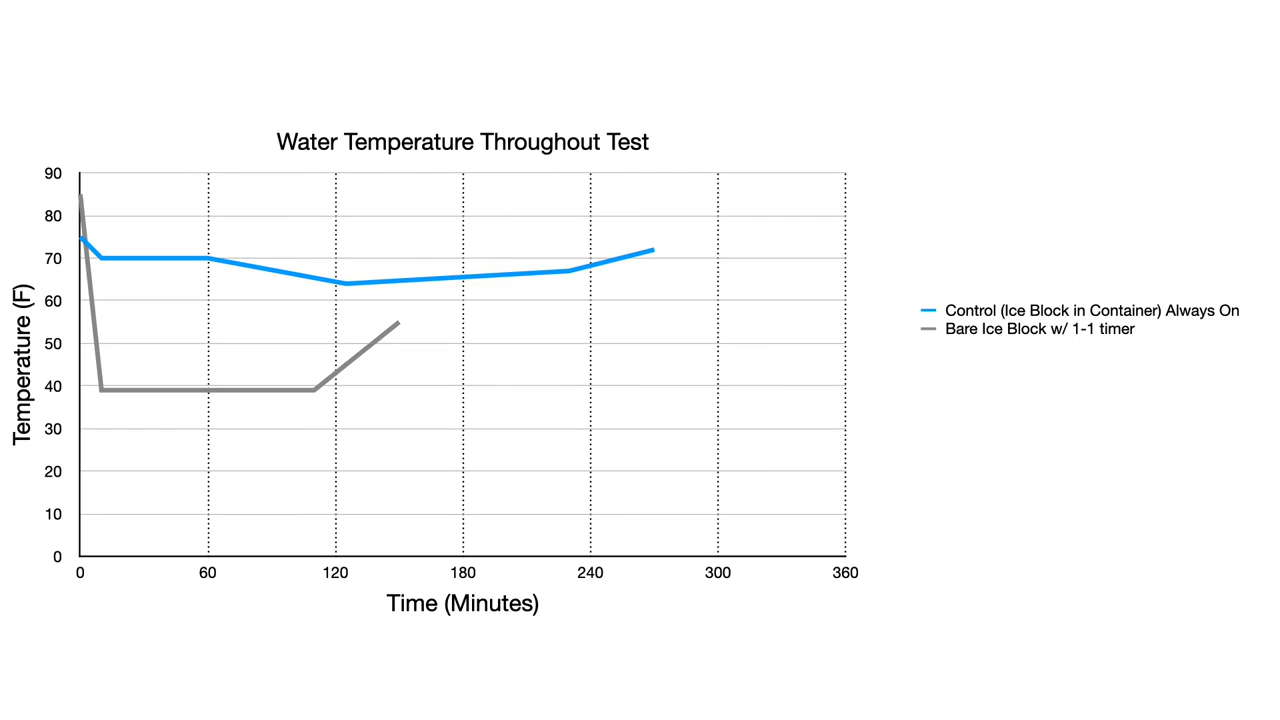 Water Temperature Throughout Test
90
80
70
60
50
40
30
20
10
0
Temperature (F)
0 60 120 180 240 300 360
Time (Minutes)
Control (Ice Block in Container) Always On
Bare Ice Block w/ 1-1 timer